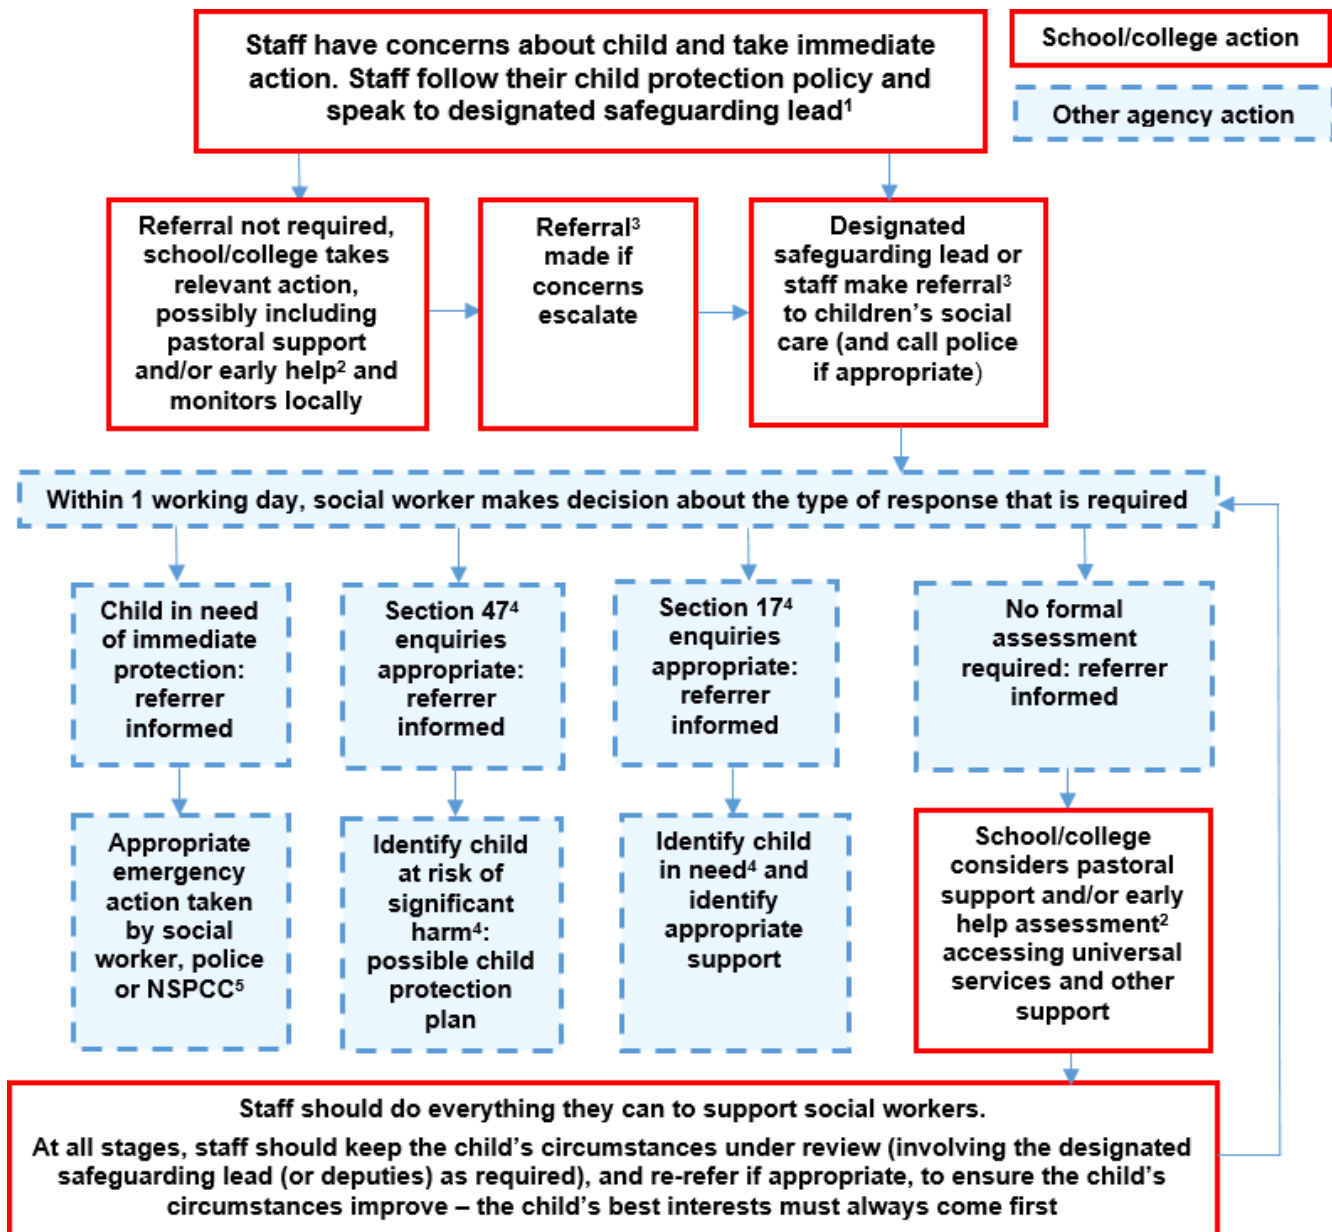 Staff have concerns about child and take immediate
action. Staff follow their child protection policy and
speak to designated safeguarding lead¹
School/college action
Other agency action
Referral not required,
school/college takes
relevant action,
possibly including
pastoral support
and/or early help² and
monitors locally
Referral³
made if
concerns
escalate
Designated
safeguarding lead or
staff make referral³
to children’s social
care (and call police
if appropriate)
Within 1 working day, social worker makes decision about the type of response that is required
Child in need
of immediate
protection:
referrer
informed
Section 47⁴
enquiries
appropriate:
referrer
informed
Section 17⁴
enquiries
appropriate:
referrer
informed
No formal
assessment
required: referrer
informed
Appropriate
emergency
action taken
by social
worker, police
or NSPCC⁵
Identify child
at risk of
significant
harm⁴:
possible child
protection
plan
Identify child
in need⁴ and
identify
appropriate
support
School/college
considers pastoral
support and/or early
help assessment²
accessing universal
services and other
support
Staff should do everything they can to support social workers.
At all stages, staff should keep the child’s circumstances under review (involving the designated
safeguarding lead (or deputies) as required), and re-refer if appropriate, to ensure the child’s
circumstances improve – the child’s best interests must always come first